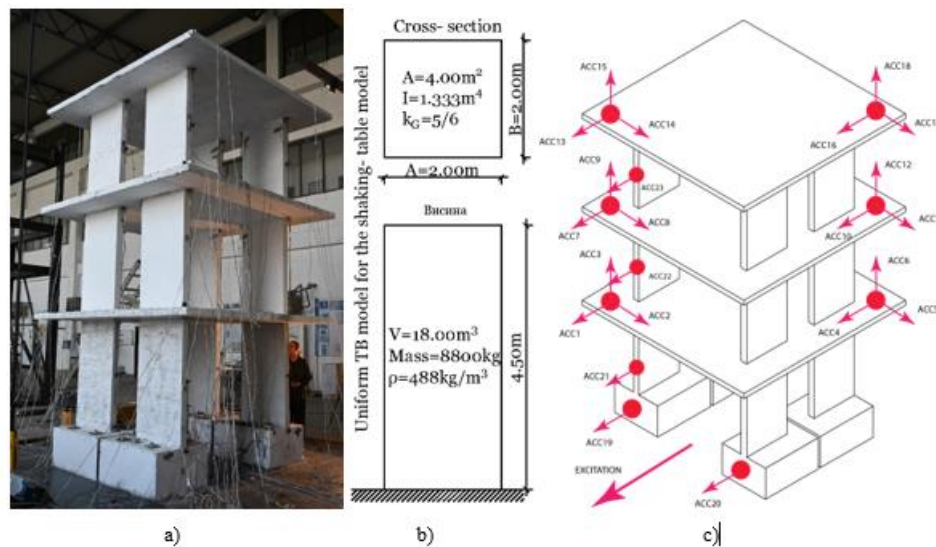 Uniform TB model for the shaking- table model
Cross- section
A=4.00m²
I=1.333m⁴
k_G=5/6
B=2.00m
A=2.00m
Висина
V=18.00m³
Mass=8800kg
ρ=488kg/m³
4.50m
ACC15
ACC18
ACC13
ACC14
ACC16
ACC1
ACC9
ACC12
ACC23
ACC7
ACC8
ACC10
ACC3
ACC6
ACC22
ACC1
ACC2
ACC4
ACC5
ACC21
ACC19
EXCITATION
ACC20
a)
b)
c)